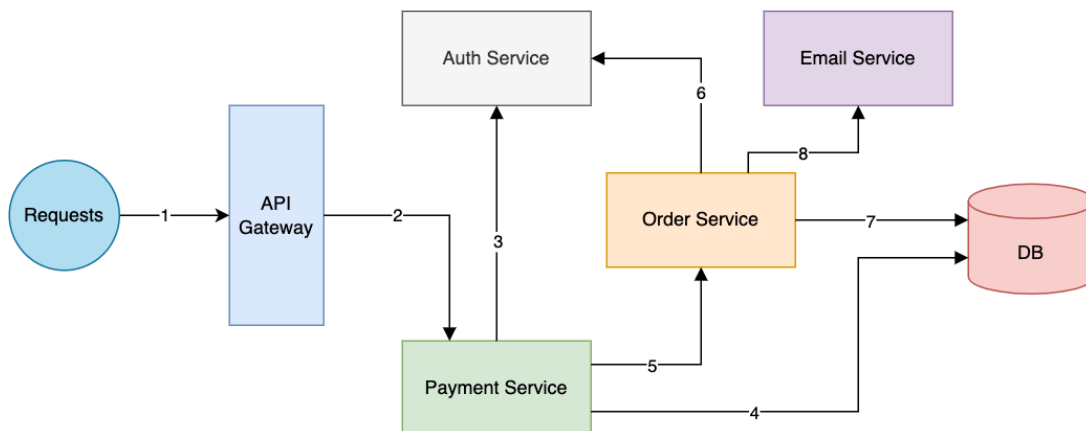 Auth Service
Email Service
6
8
Requests
1
API
Gateway
2
3
Order Service
7
DB
Payment Service
5
4